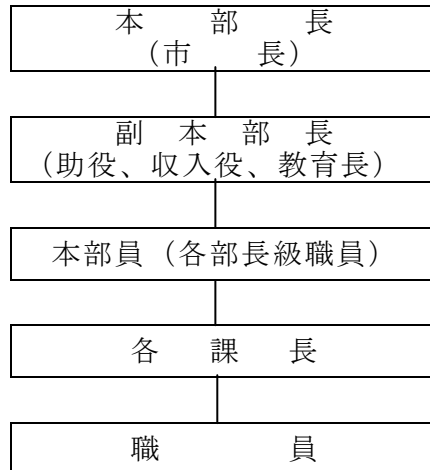 本　部　長
（市　長）
副　本　部　長
（助役、収入役、教育長）
本部員（各部長級職員）
各　課　長
職　員